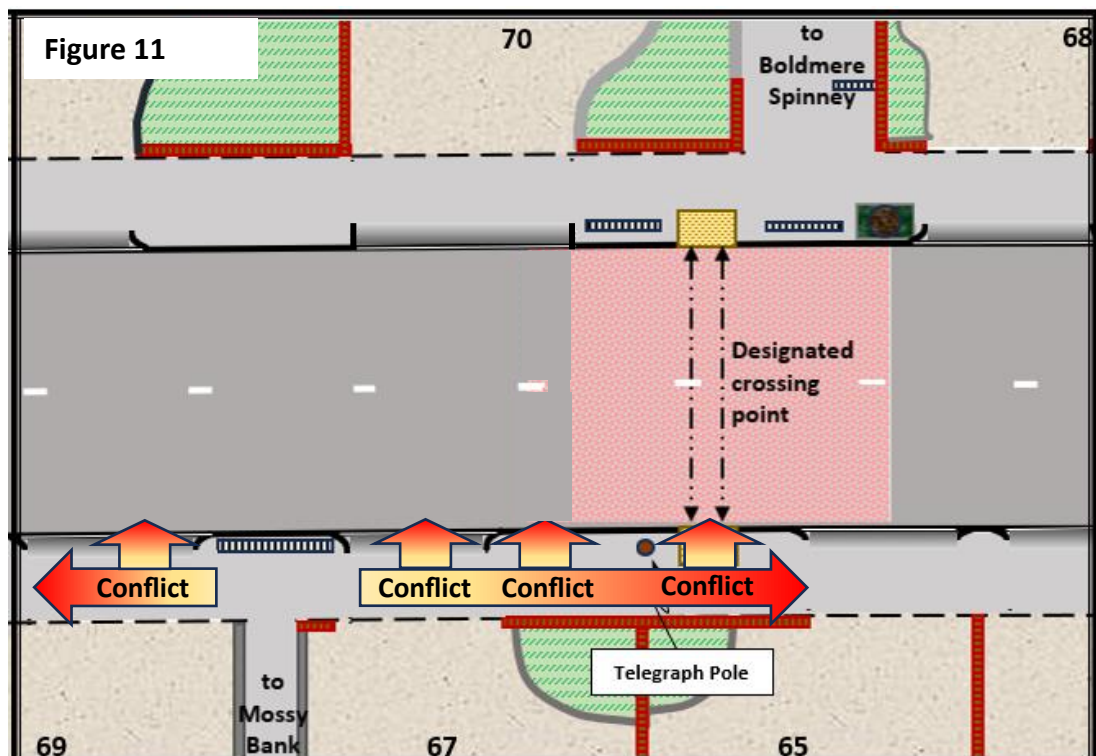 Figure 11
70
to
Boldmere
Spinney
68
Designated
crossing
point
Conflict
Conflict
Conflict
Conflict
Telegraph Pole
to
Mossy
Bank
69
67
65